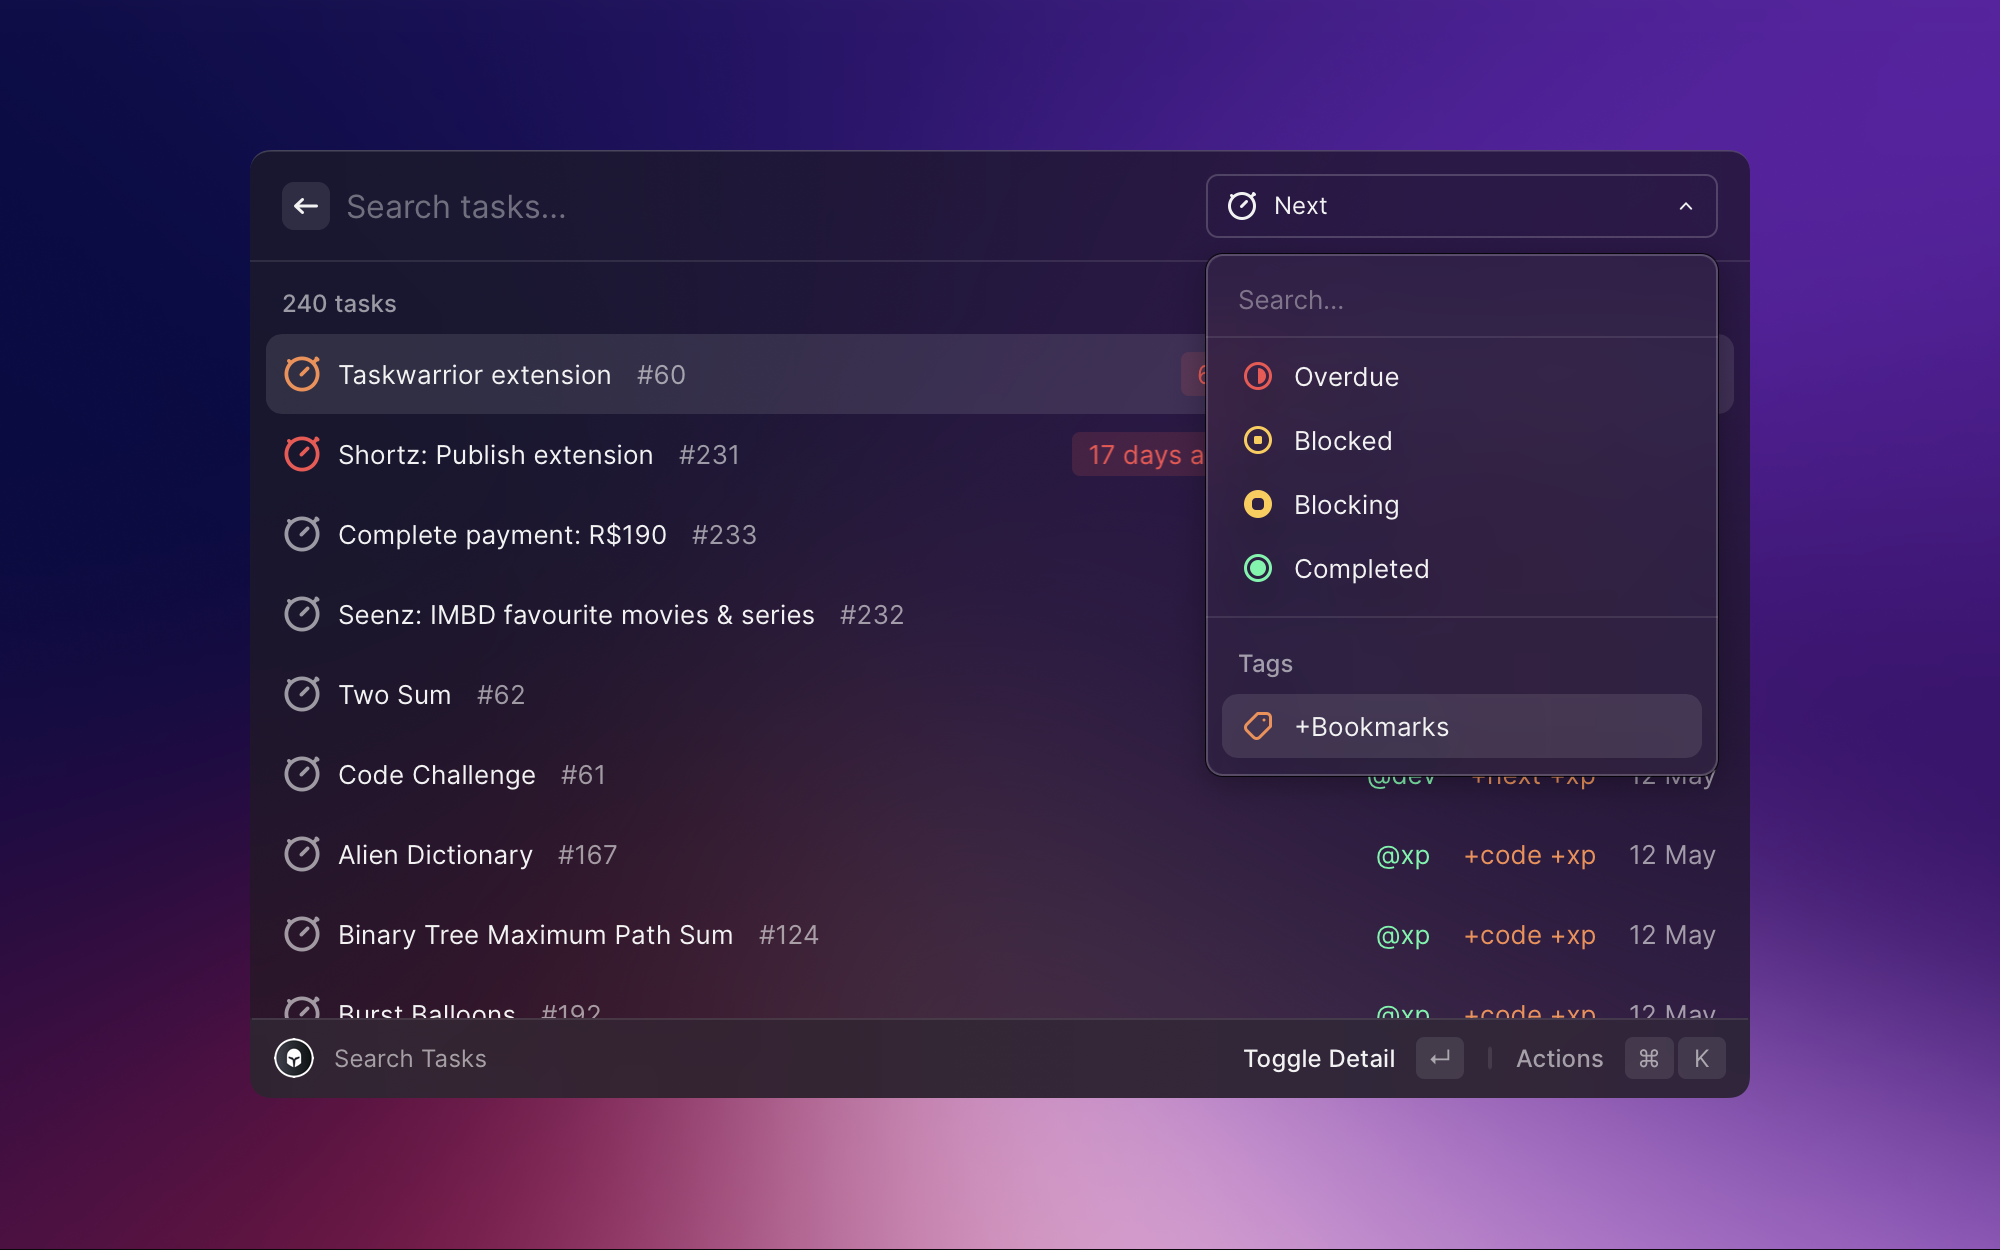 Search tasks...
Next
240 tasks
Search...
Taskwarrior extension #60
Overdue
Shortz: Publish extension #231 17 days a
Blocked
Complete payment: R$190 #233
Blocking
Seenz: IMBD favourite movies & series #232
Completed
Tags
Two Sum #62
+Bookmarks
Code Challenge #61 @dev +next +xp 12 May
Alien Dictionary #167 @xp +code +xp 12 May
Binary Tree Maximum Path Sum #124 @xp +code +xp 12 May
Burst Balloons #192 @xp +code +xp 12 May
Search Tasks Toggle Detail ↵ Actions ⌘ K